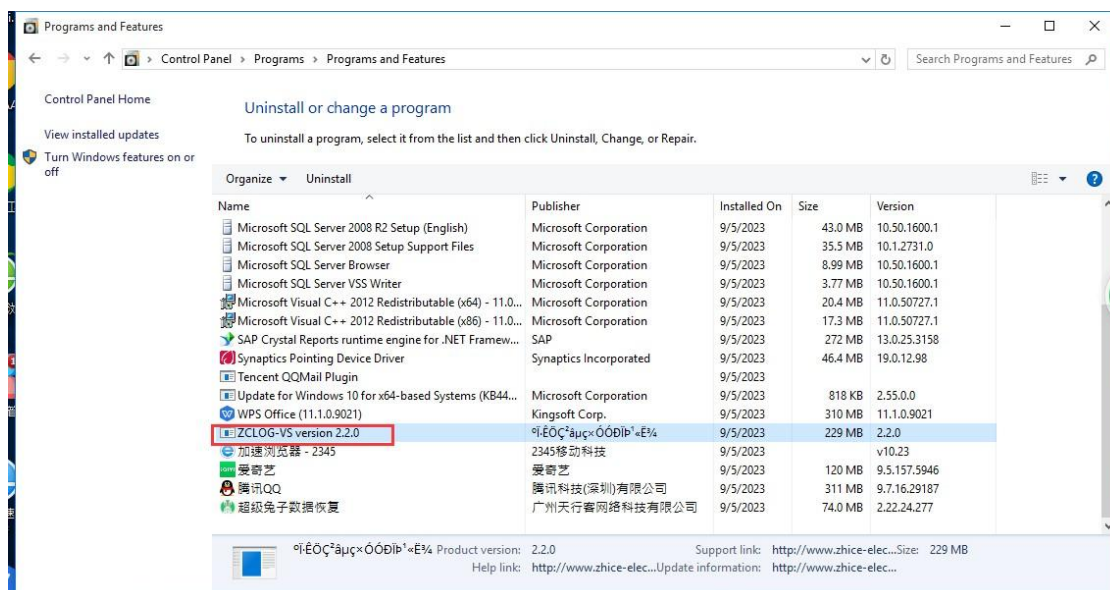 Programs and Features
Control Panel > Programs > Programs and Features
Search Programs and Features
Control Panel Home
View installed updates
Turn Windows features on or off
Uninstall or change a program
To uninstall a program, select it from the list and then click Uninstall, Change, or Repair.
Organize Uninstall
Name Publisher Installed On Size Version
Microsoft SQL Server 2008 R2 Setup (English) Microsoft Corporation 9/5/2023 43.0 MB 10.50.1600.1
Microsoft SQL Server 2008 Setup Support Files Microsoft Corporation 9/5/2023 35.5 MB 10.1.2731.0
Microsoft SQL Server Browser Microsoft Corporation 9/5/2023 8.99 MB 10.50.1600.1
Microsoft SQL Server VSS Writer Microsoft Corporation 9/5/2023 3.77 MB 10.50.1600.1
Microsoft Visual C++ 2012 Redistributable (x64) - 11.0... Microsoft Corporation 9/5/2023 20.4 MB 11.0.50727.1
Microsoft Visual C++ 2012 Redistributable (x86) - 11.0... Microsoft Corporation 9/5/2023 17.3 MB 11.0.50727.1
SAP Crystal Reports runtime engine for .NET Framew... SAP 9/5/2023 272 MB 13.0.25.3158
Synaptics Pointing Device Driver Synaptics Incorporated 9/5/2023 46.4 MB 19.0.12.98
Tencent QQMail Plugin 9/5/2023
Update for Windows 10 for x64-based Systems (KB44... Microsoft Corporation 9/5/2023 818 KB 2.55.0.0
WPS Office (11.1.0.9021) Kingsoft Corp. 9/5/2023 310 MB 11.1.0.9021
ZCLOG-VS version 2.2.0 ºÏ·ÊÖÇ²âµç×ÓÓÐÏÞ¹«Ë¾ 9/5/2023 229 MB 2.2.0
加速浏览器 - 2345 2345移动科技 9/5/2023 v10.23
爱奇艺 爱奇艺 9/5/2023 120 MB 9.5.157.5946
腾讯QQ 腾讯科技(深圳)有限公司 9/5/2023 311 MB 9.7.16.29187
超级兔子数据恢复 广州天行客网络科技有限公司 9/5/2023 74.0 MB 2.22.24.277
ºÏ·ÊÖÇ²âµç×ÓÓÐÏÞ¹«Ë¾ Product version: 2.2.0 Support link: http://www.zhice-elec... Size: 229 MB
Help link: http://www.zhice-elec... Update information: http://www.zhice-elec...